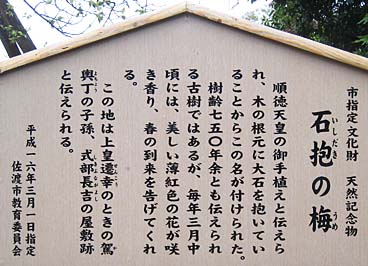 市指定文化財　天然記念物
石抱の梅
いしだき
うめ
順徳天皇の御手植えと伝えら
れ、木の根元に大石を抱いてい
ることからこの名が付けられた。
樹齢七五〇年余とも伝えられ
る古樹ではあるが、毎年三月中
頃には、美しい薄紅色の花が咲
き香り、春の到来を告げてくれ
る。
この地は上皇遷幸のときの駕
輿丁の子孫、式部長吉の屋敷跡
と伝えられる。
平成一六年三月一日指定
佐渡市教育委員会